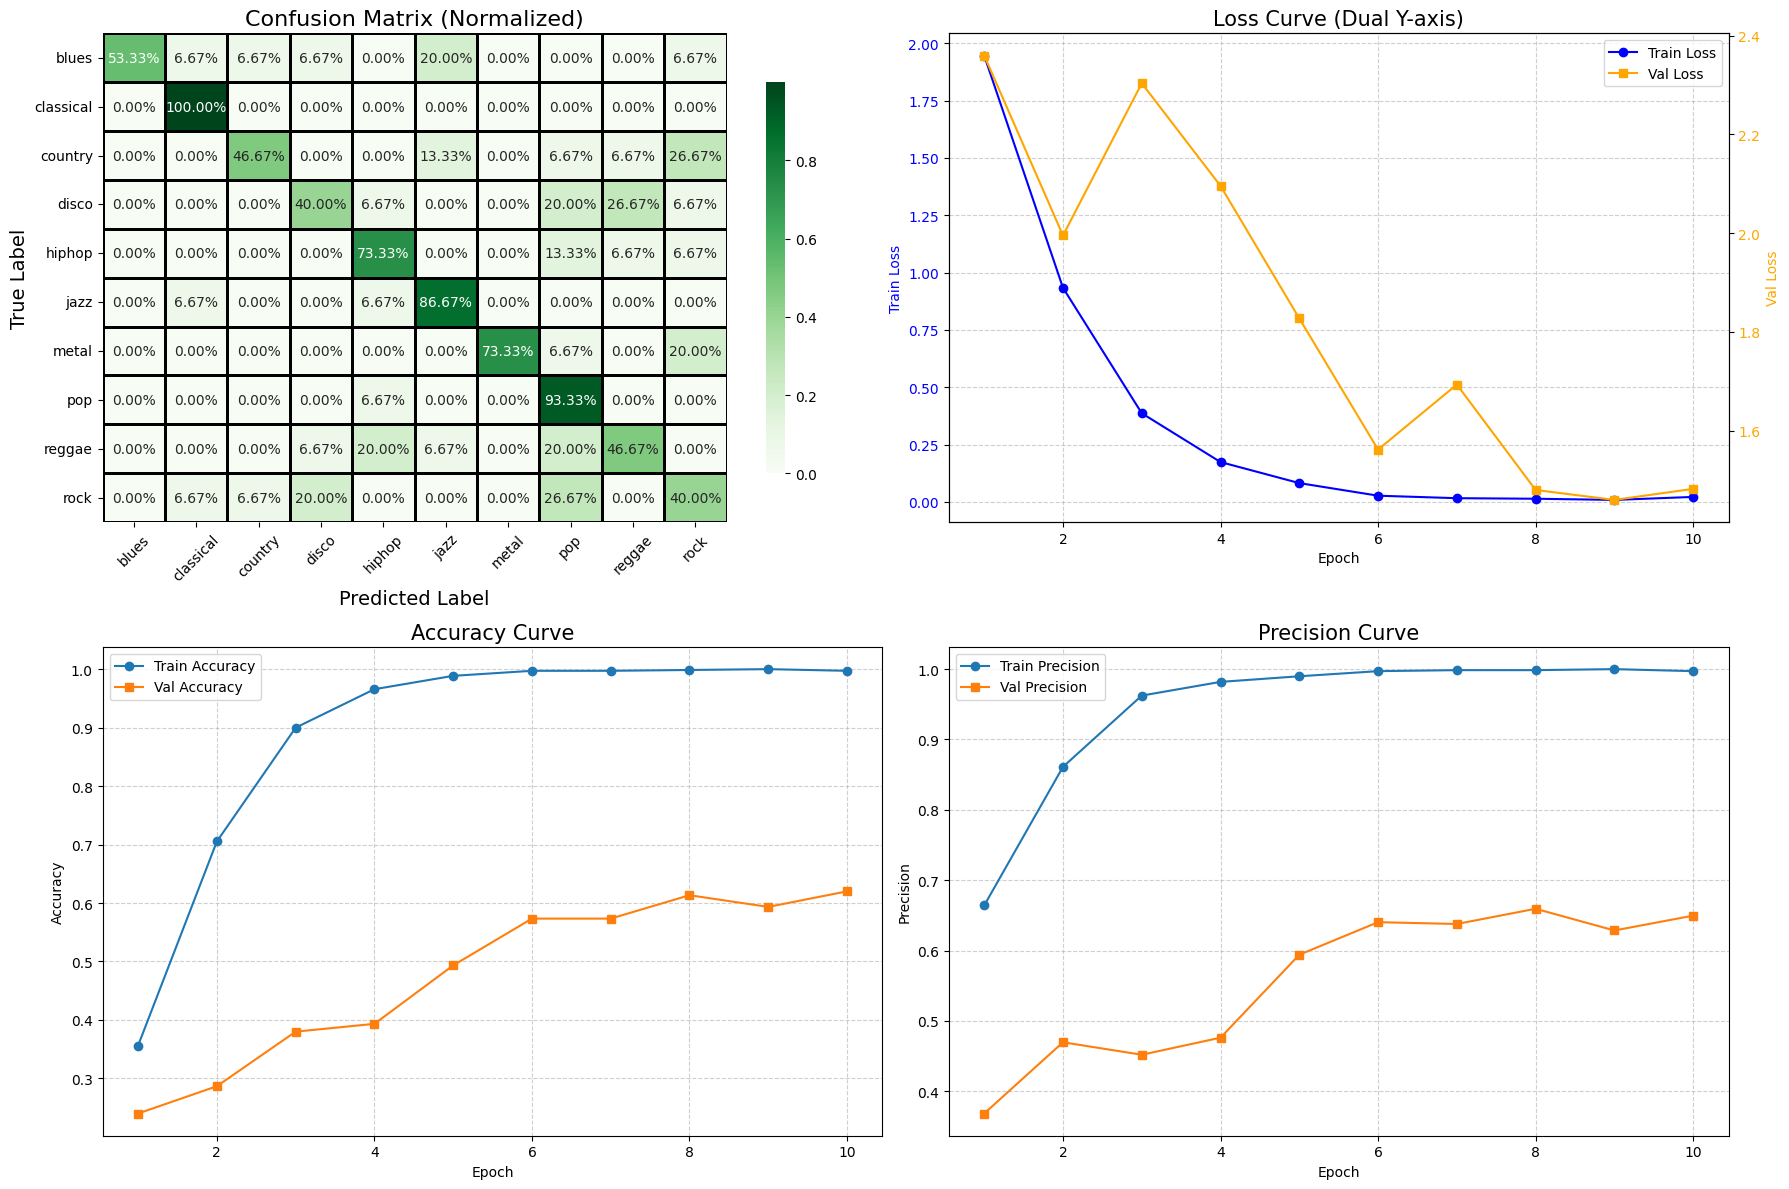 Confusion Matrix (Normalized)
True Label
blues 53.33% 6.67% 6.67% 6.67% 0.00% 20.00% 0.00% 0.00% 0.00% 6.67%
classical 0.00% 100.00% 0.00% 0.00% 0.00% 0.00% 0.00% 0.00% 0.00% 0.00%
country 0.00% 0.00% 46.67% 0.00% 0.00% 13.33% 0.00% 6.67% 6.67% 26.67%
disco 0.00% 0.00% 0.00% 40.00% 6.67% 0.00% 0.00% 20.00% 26.67% 6.67%
hiphop 0.00% 0.00% 0.00% 0.00% 73.33% 0.00% 0.00% 13.33% 6.67% 6.67%
jazz 0.00% 6.67% 0.00% 0.00% 6.67% 86.67% 0.00% 0.00% 0.00% 0.00%
metal 0.00% 0.00% 0.00% 0.00% 0.00% 0.00% 73.33% 6.67% 0.00% 20.00%
pop 0.00% 0.00% 0.00% 0.00% 6.67% 0.00% 0.00% 93.33% 0.00% 0.00%
reggae 0.00% 0.00% 0.00% 6.67% 20.00% 6.67% 0.00% 20.00% 46.67% 0.00%
rock 0.00% 6.67% 6.67% 20.00% 0.00% 0.00% 0.00% 26.67% 0.00% 40.00%
blues classical country disco hiphop jazz metal pop reggae rock
Predicted Label
0.8
0.6
0.4
0.2
0.0
Loss Curve (Dual Y-axis)
Train Loss
Val Loss
2.00
1.75
1.50
1.25
1.00
0.75
0.50
0.25
0.00
Train Loss
2.4
2.2
2.0
1.8
1.6
Val Loss
2 4 6 8 10
Epoch
Accuracy Curve
Train Accuracy
Val Accuracy
1.0
0.9
0.8
0.7
0.6
0.5
0.4
0.3
Accuracy
2 4 6 8 10
Epoch
Precision Curve
Train Precision
Val Precision
1.0
0.9
0.8
0.7
0.6
0.5
0.4
Precision
2 4 6 8 10
Epoch